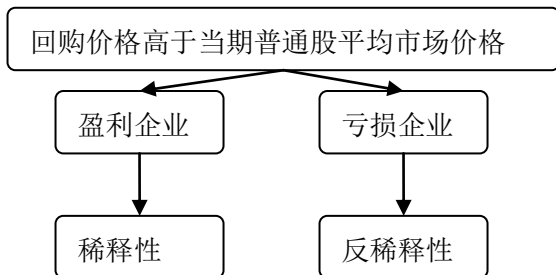 回购价格高于当期普通股平均市场价格
盈利企业
亏损企业
稀释性
反稀释性